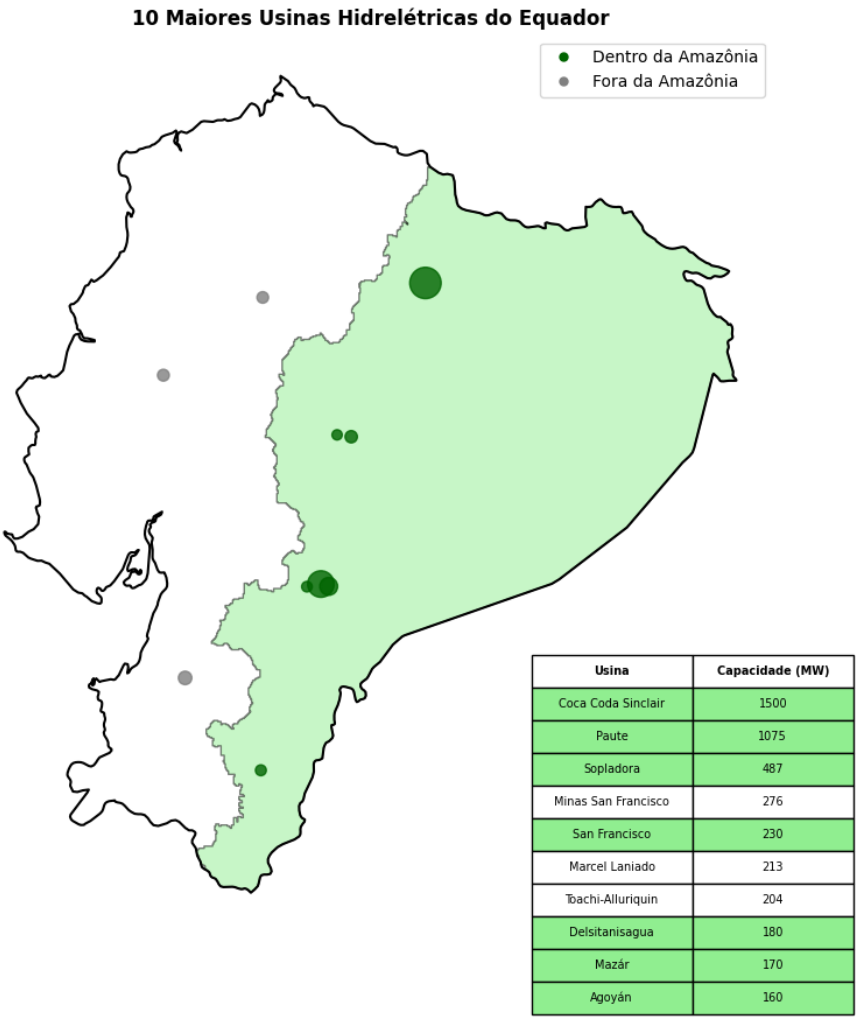 10 Maiores Usinas Hidrelétricas do Equador
Dentro da Amazônia
Fora da Amazônia
Usina Capacidade (MW)
Coca Coda Sinclair 1500
Paute 1075
Sopladora 487
Minas San Francisco 276
San Francisco 230
Marcel Laniado 213
Toachi-Alluriquin 204
Delsitanisagua 180
Mazár 170
Agoyán 160